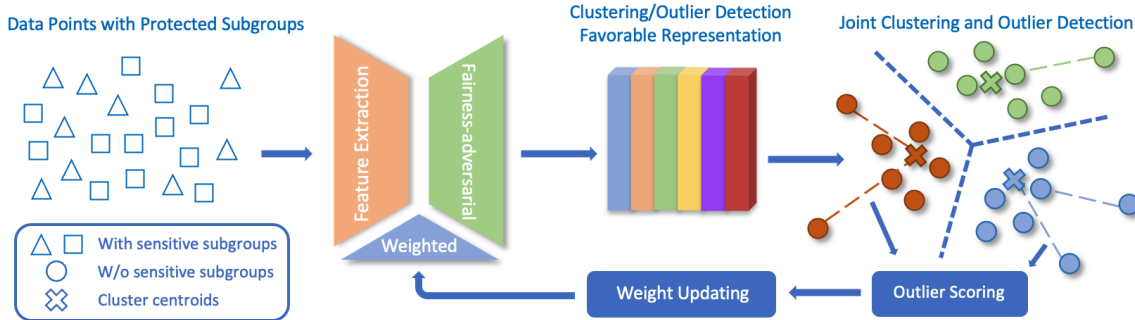 Data Points with Protected Subgroups
Clustering/Outlier Detection
Favorable Representation
Joint Clustering and Outlier Detection
Feature Extraction
Fairness-adversarial
Weighted
With sensitive subgroups
W/o sensitive subgroups
Cluster centroids
Weight Updating
Outlier Scoring